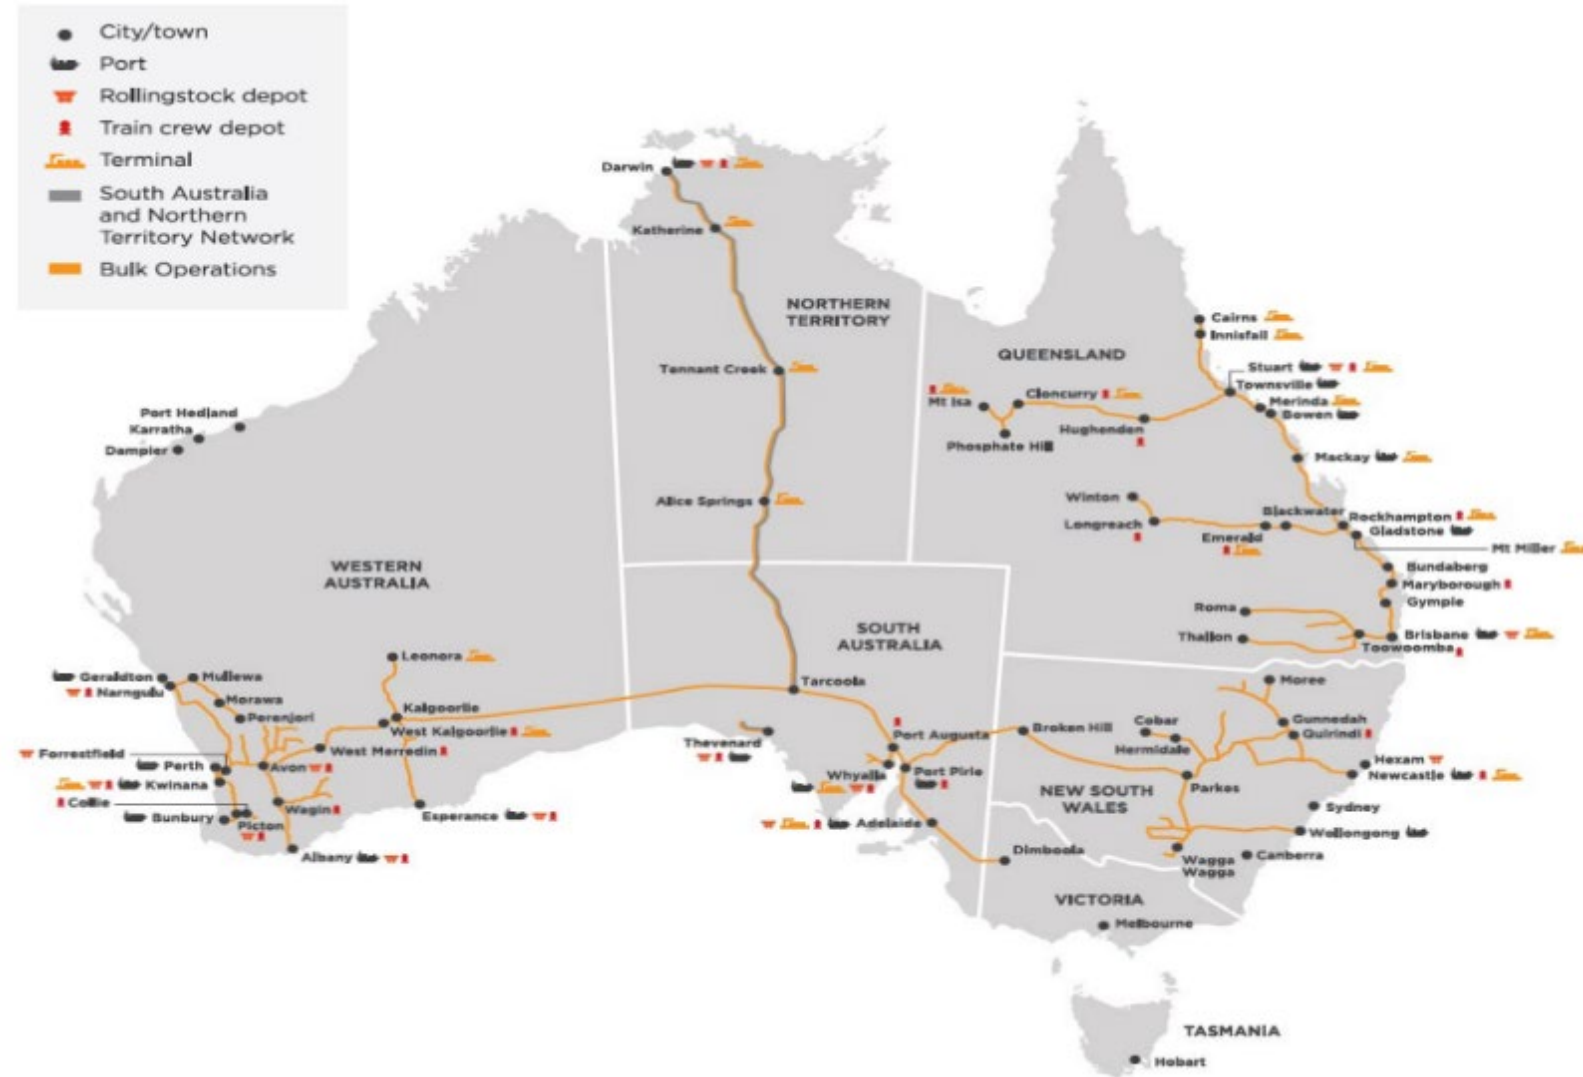 City/town
Port
Rollingstock depot
Train crew depot
Terminal
South Australia
and Northern
Territory Network
Bulk Operations
Darwin
Katherine
NORTHERN
TERRITORY
Tennant Creek
Alice Springs
QUEENSLAND
Cairns
Innisfail
Stuart
Townsville
Merinda
Bowen
Mt Isa
Cloncurry
Hughenden
Phosphate Hill
Mackay
Winton
Longreach
Blackwater
Emerald
Rockhampton
Gladstone
Mt Miller
Bundaberg
Maryborough
Gympie
Roma
Thallon
Brisbane
Toowoomba
Port Hedland
Karratha
Dampier
WESTERN
AUSTRALIA
SOUTH
AUSTRALIA
Leonora
Geraldton
Mullewa
Narngulu
Morawa
Perenjori
Kalgoorlie
West Kalgoorlie
West Merredin
Forrestfield
Perth
Avon
Kwinana
Collie
Wagin
Bunbury
Picton
Albany
Esperance
Tarcoola
Thevenard
Port Augusta
Whyalla
Port Pirie
Adelaide
Broken Hill
Cobar
Hermidale
Moree
Gunnedah
Quirindi
Hexam
Newcastle
NEW SOUTH
WALES
Parkes
Sydney
Wollongong
Dimboola
Wagga
Wagga
Canberra
VICTORIA
Melbourne
TASMANIA
Hobart